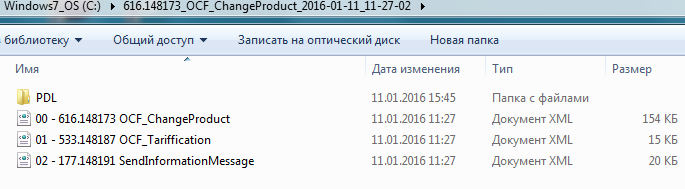 Windows7_OS (C:) ▸ 616.148173_OCF_ChangeProduct_2016-01-11_11-27-02 ▸
библиотеку ▼ Общий доступ ▼ Записать на оптический диск Новая папка
Имя Дата изменения Тип Размер
PDL 11.01.2016 15:45 Папка с файлами
00 - 616.148173 OCF_ChangeProduct 11.01.2016 11:27 Документ XML 154 КБ
01 - 533.148187 OCF_Tariffication 11.01.2016 11:27 Документ XML 15 КБ
02 - 177.148191 SendInformationMessage 11.01.2016 11:27 Документ XML 20 КБ